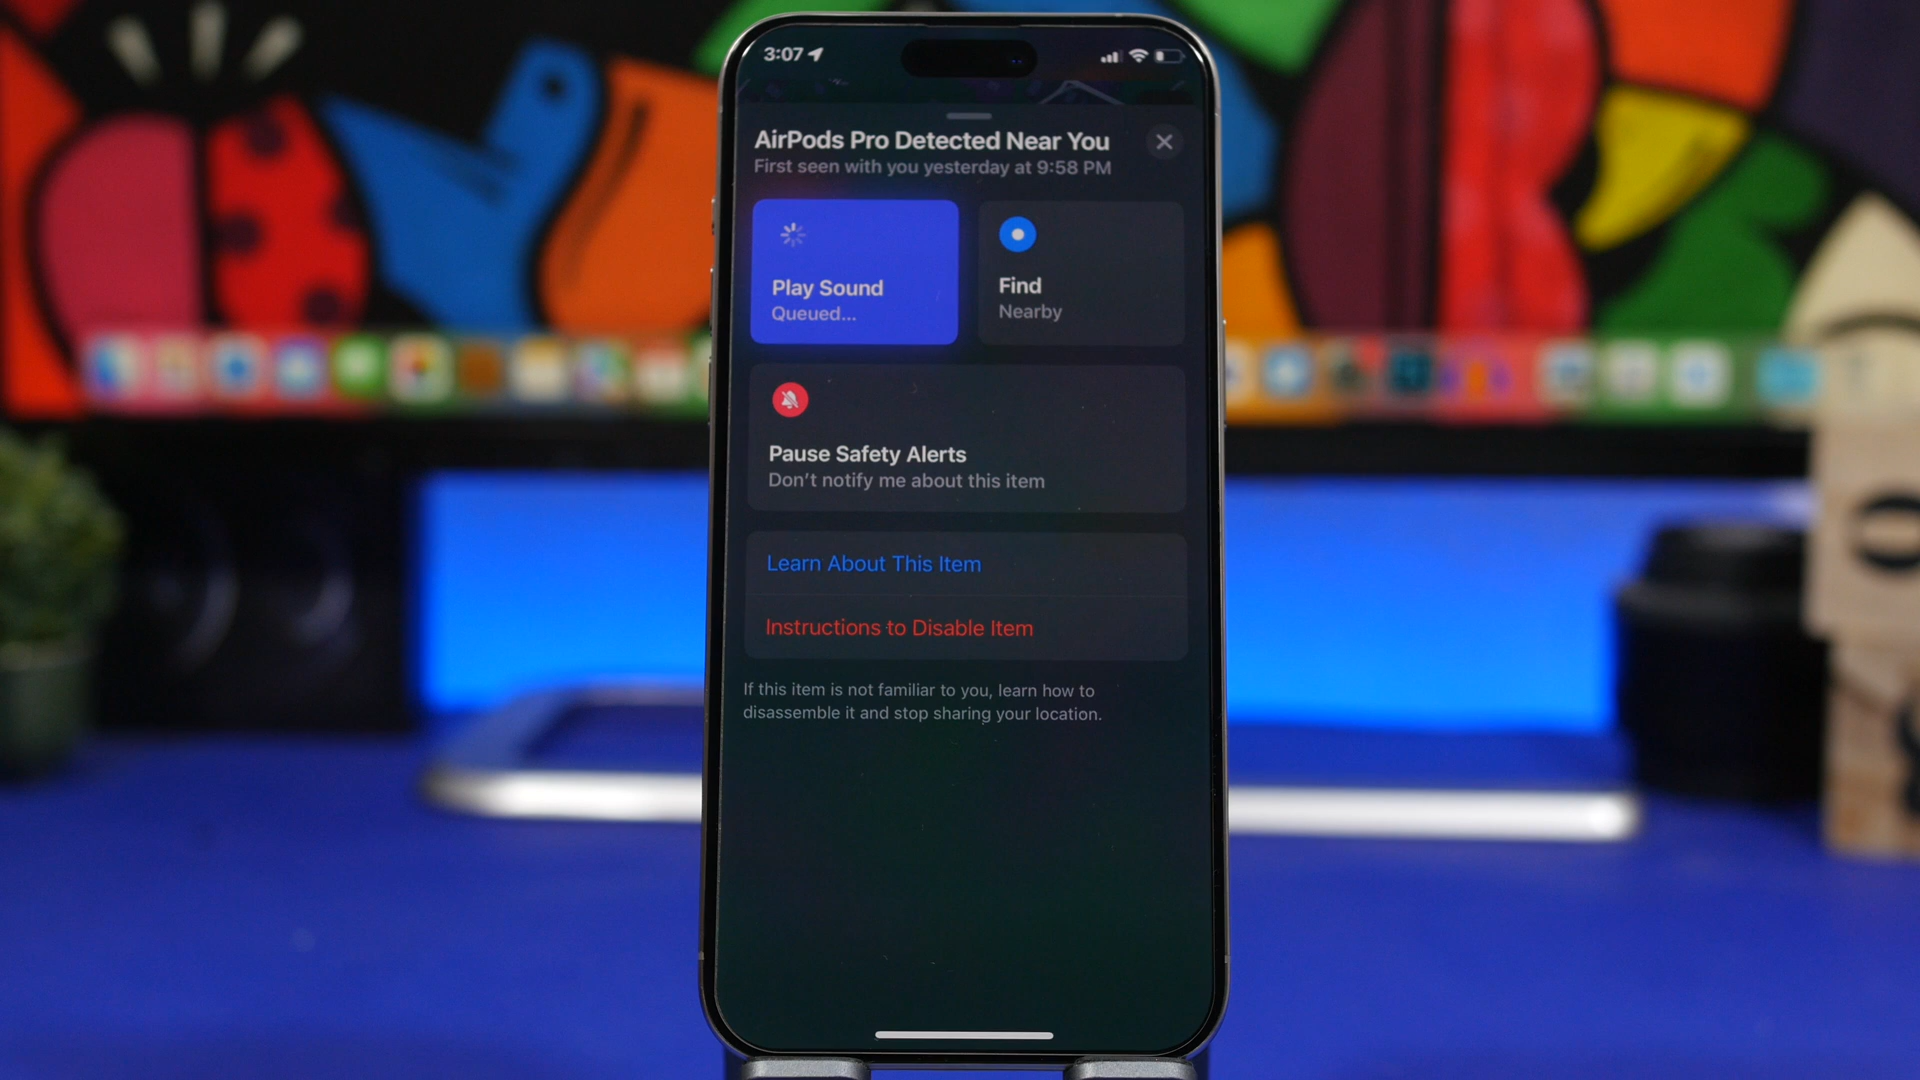 3:07
AirPods Pro Detected Near You
First seen with you yesterday at 9:58 PM
Play Sound
Queued...
Find
Nearby
Pause Safety Alerts
Don't notify me about this item
Learn About This Item
Instructions to Disable Item
If this item is not familiar to you, learn how to
disassemble it and stop sharing your location.